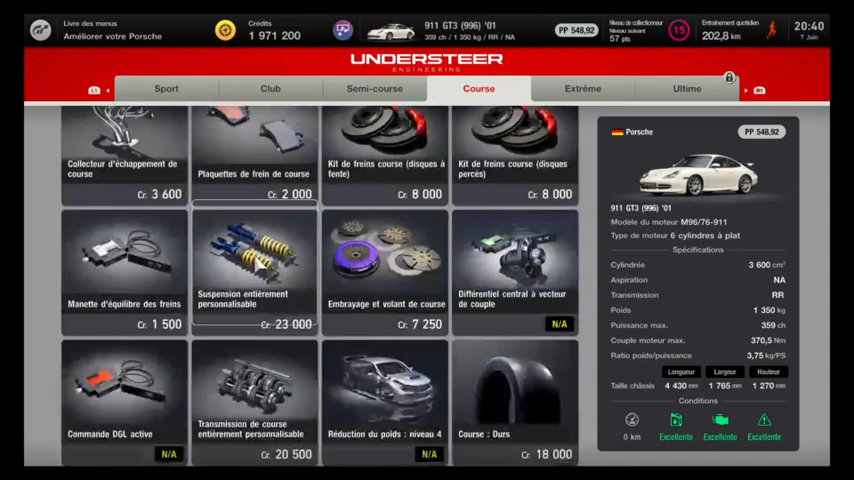 Livre des menus
Améliorer votre Porsche
Crédits
1 971 200
911 GT3 (996) '01
359 ch / 1 350 kg / RR / NA
PP 548,92
Niveau de collectionneur
Niveau suivant
57 pts
15
Entraînement quotidien
202,8 km
20:40
7 Juin
UNDERSTEER
ENGINEERING
L1
Sport
Club
Semi-course
Course
Extrême
Ultime
R1
Collecteur d'échappement de course
Cr. 3 600
Plaquettes de frein de course
Cr. 2 000
Kit de freins course (disques à fente)
Cr. 8 000
Kit de freins course (disques percés)
Cr. 8 000
Manette d'équilibre des freins
Cr. 1 500
Suspension entièrement personnalisable
Cr. 23 000
Embrayage et volant de course
Cr. 7 250
Différentiel central à vecteur de couple
N/A
Commande DGL active
N/A
Transmission de course entièrement personnalisable
Cr. 20 500
Réduction du poids : niveau 4
N/A
Course : Durs
Cr. 18 000
Porsche
PP 548,92
911 GT3 (996) '01
Modèle du moteur M96/76-911
Type de moteur 6 cylindres à plat
Spécifications
Cylindrée 3 600 cm³
Aspiration NA
Transmission RR
Poids 1 350 kg
Puissance max. 359 ch
Couple moteur max. 370,5 Nm
Ratio poids/puissance 3,75 kg/PS
Longueur Largeur Hauteur
Taille châssis 4 430 mm 1 765 mm 1 270 mm
Conditions
0 km Excellente Excellente Excellente